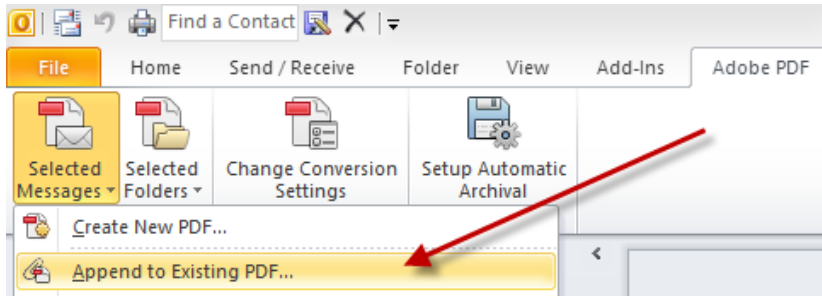 Find a Contact
File Home Send / Receive Folder View Add-Ins Adobe PDF
Selected Selected Change Conversion Setup Automatic
Messages Folders Settings Archival
Create New PDF...
Append to Existing PDF...